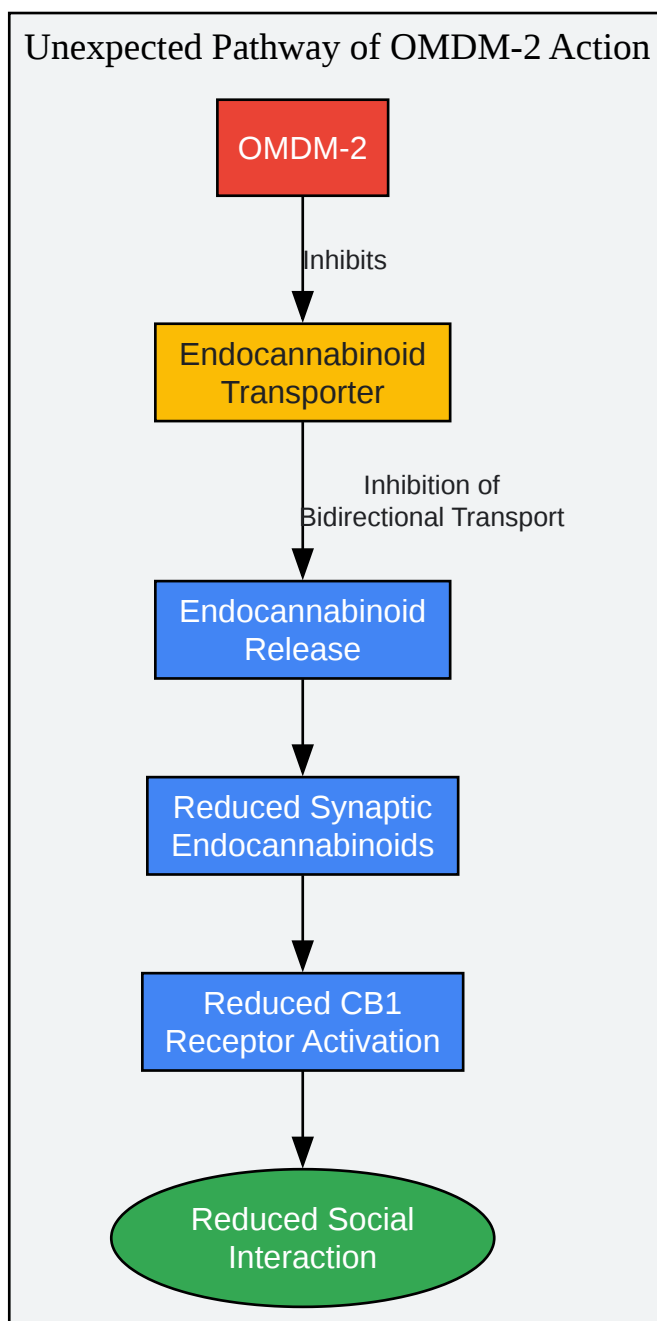 Unexpected Pathway of OMDM-2 Action
OMDM-2
Inhibits
Endocannabinoid
Transporter
Inhibition of
Bidirectional Transport
Endocannabinoid
Release
Reduced Synaptic
Endocannabinoids
Reduced CB1
Receptor Activation
Reduced Social
Interaction